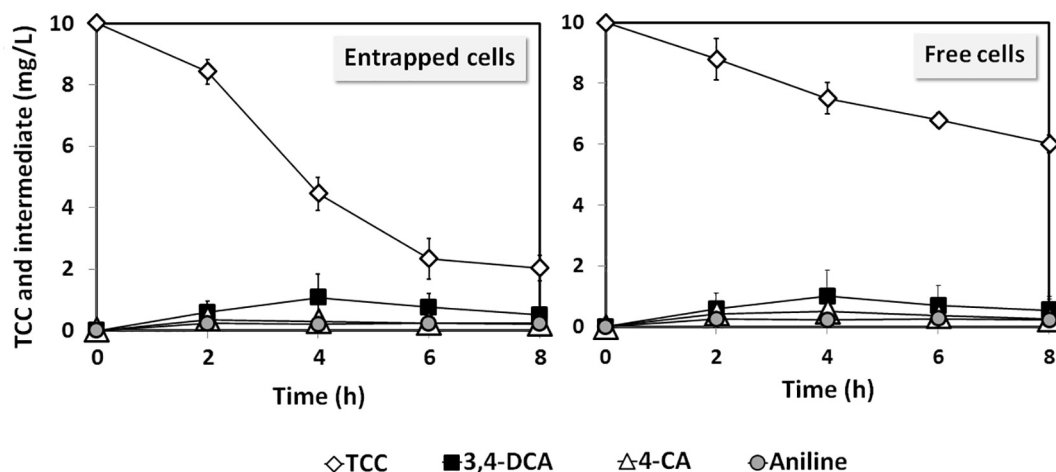 TCC and intermediate (mg/L)
10
8
6
4
2
0
Entrapped cells
0 2 4 6 8
Time (h)
10
8
6
4
2
0
Free cells
0 2 4 6 8
Time (h)
TCC 3,4-DCA 4-CA Aniline